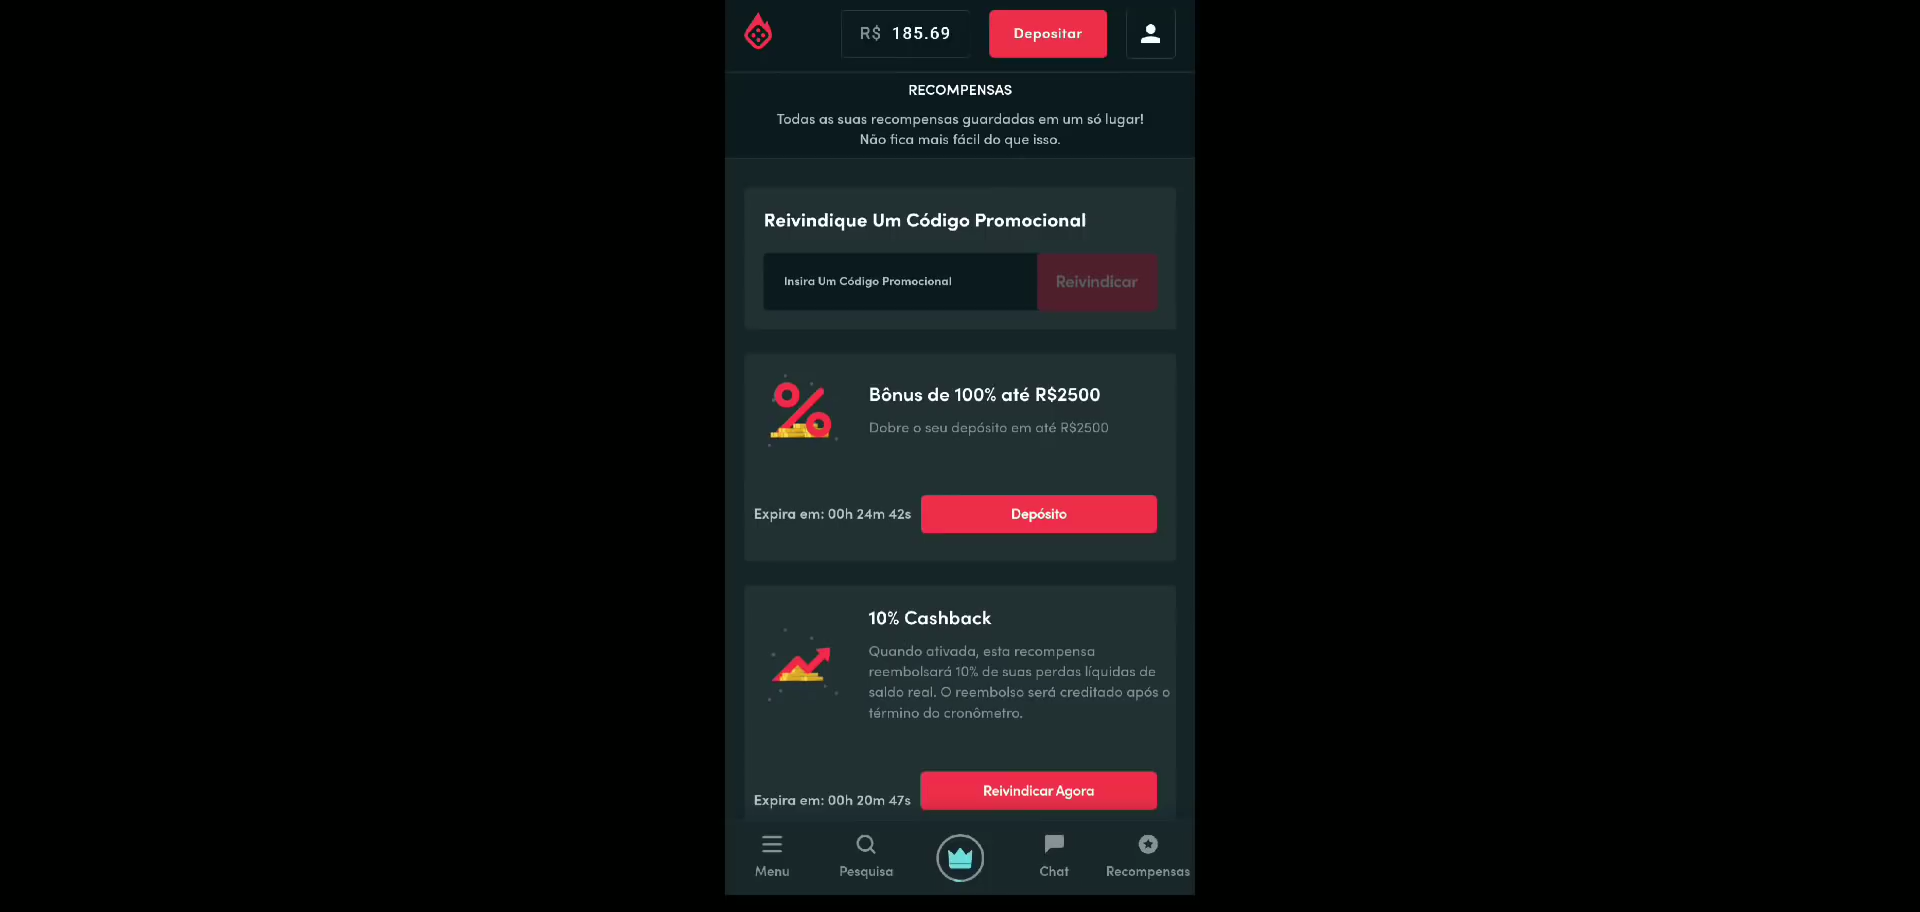 R$ 185.69
Depositar
RECOMPENSAS
Todas as suas recompensas guardadas em um só lugar!
Não fica mais fácil do que isso.
Reivindique Um Código Promocional
Insira Um Código Promocional
Reivindicar
Bônus de 100% até R$2500
Dobre o seu depósito em até R$2500
Expira em: 00h 24m 42s
Depósito
10% Cashback
Quando ativada, esta recompensa
reembolsará 10% de suas perdas líquidas de
saldo real. O reembolso será creditado após o
término do cronômetro.
Expira em: 00h 20m 47s
Reivindicar Agora
Menu
Pesquisa
Chat
Recompensas